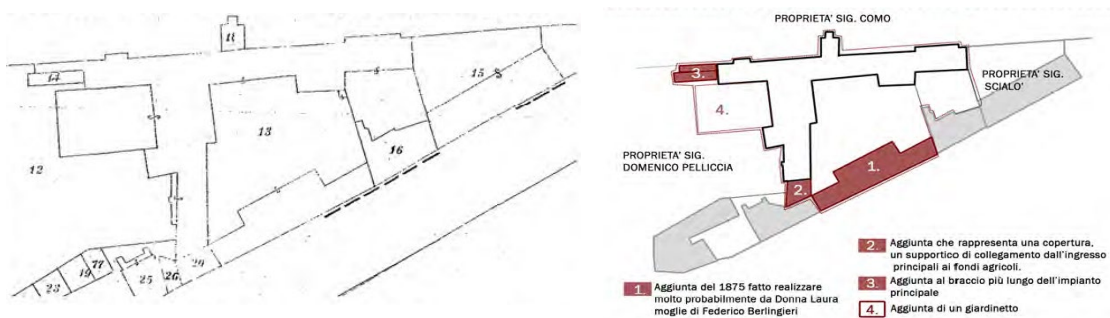 18
14
15
13
16
12
77
19
25
26
23
PROPRIETA' SIG. COMO
3.
PROPRIETA' SIG.
SCIALO'
4.
PROPRIETA' SIG.
DOMENICO PELLICCIA
1.
2.
2. Aggiunta che rappresenta una copertura,
un supportico di collegamento dall'ingresso
principali ai fondi agricoli.
3. Aggiunta al braccio più lungo dell'impianto
principale
4. Aggiunta di un giardinetto
1. Aggiunta del 1875 fatto realizzare
molto probabilmente da Donna Laura
moglie di Federico Berlingieri